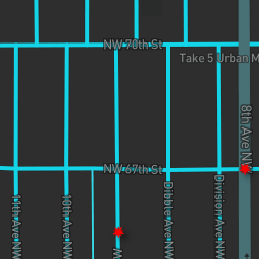 NW 70th St
Take 5 Urban M
8th Ave NW
NW 67th St
11th Ave NW
10th Ave NW
W
Dibble Ave NW
Division Ave NW